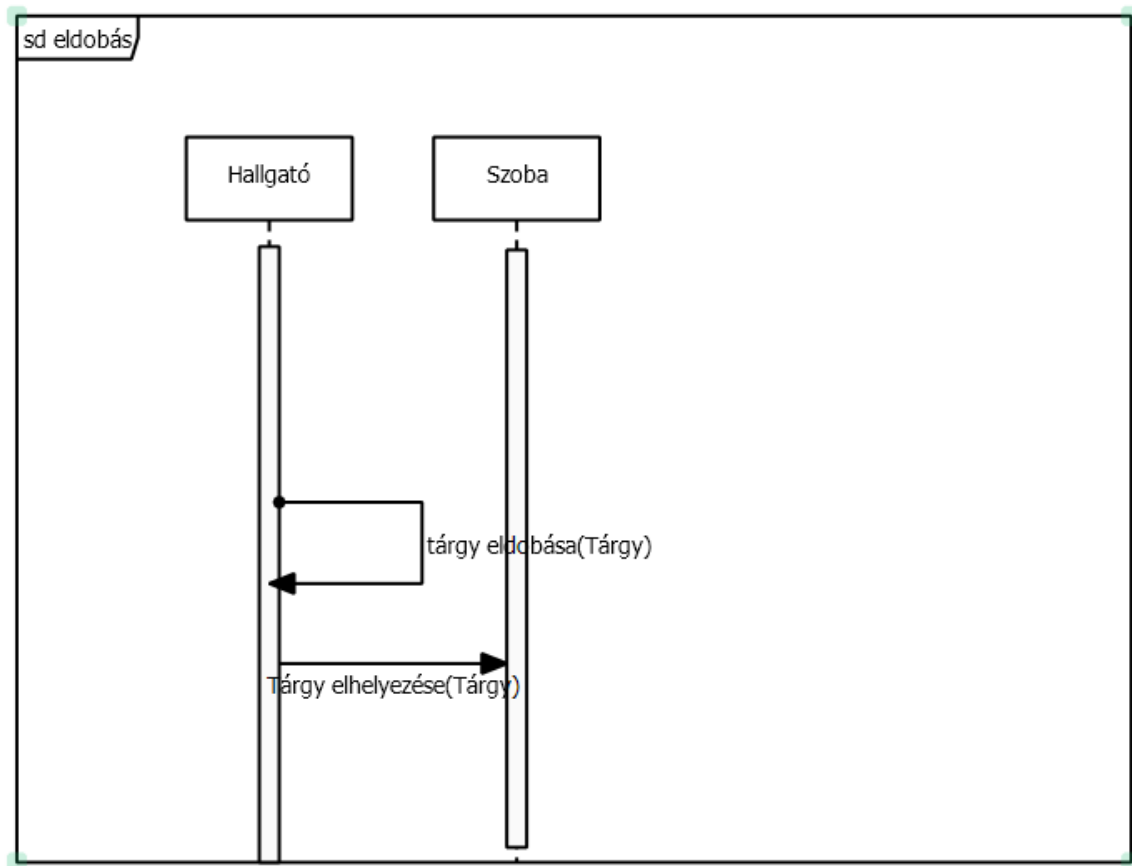 sd eldobás
Hallgató
Szoba
tárgy eldobása(Tárgy)
Tárgy elhelyezése(Tárgy)